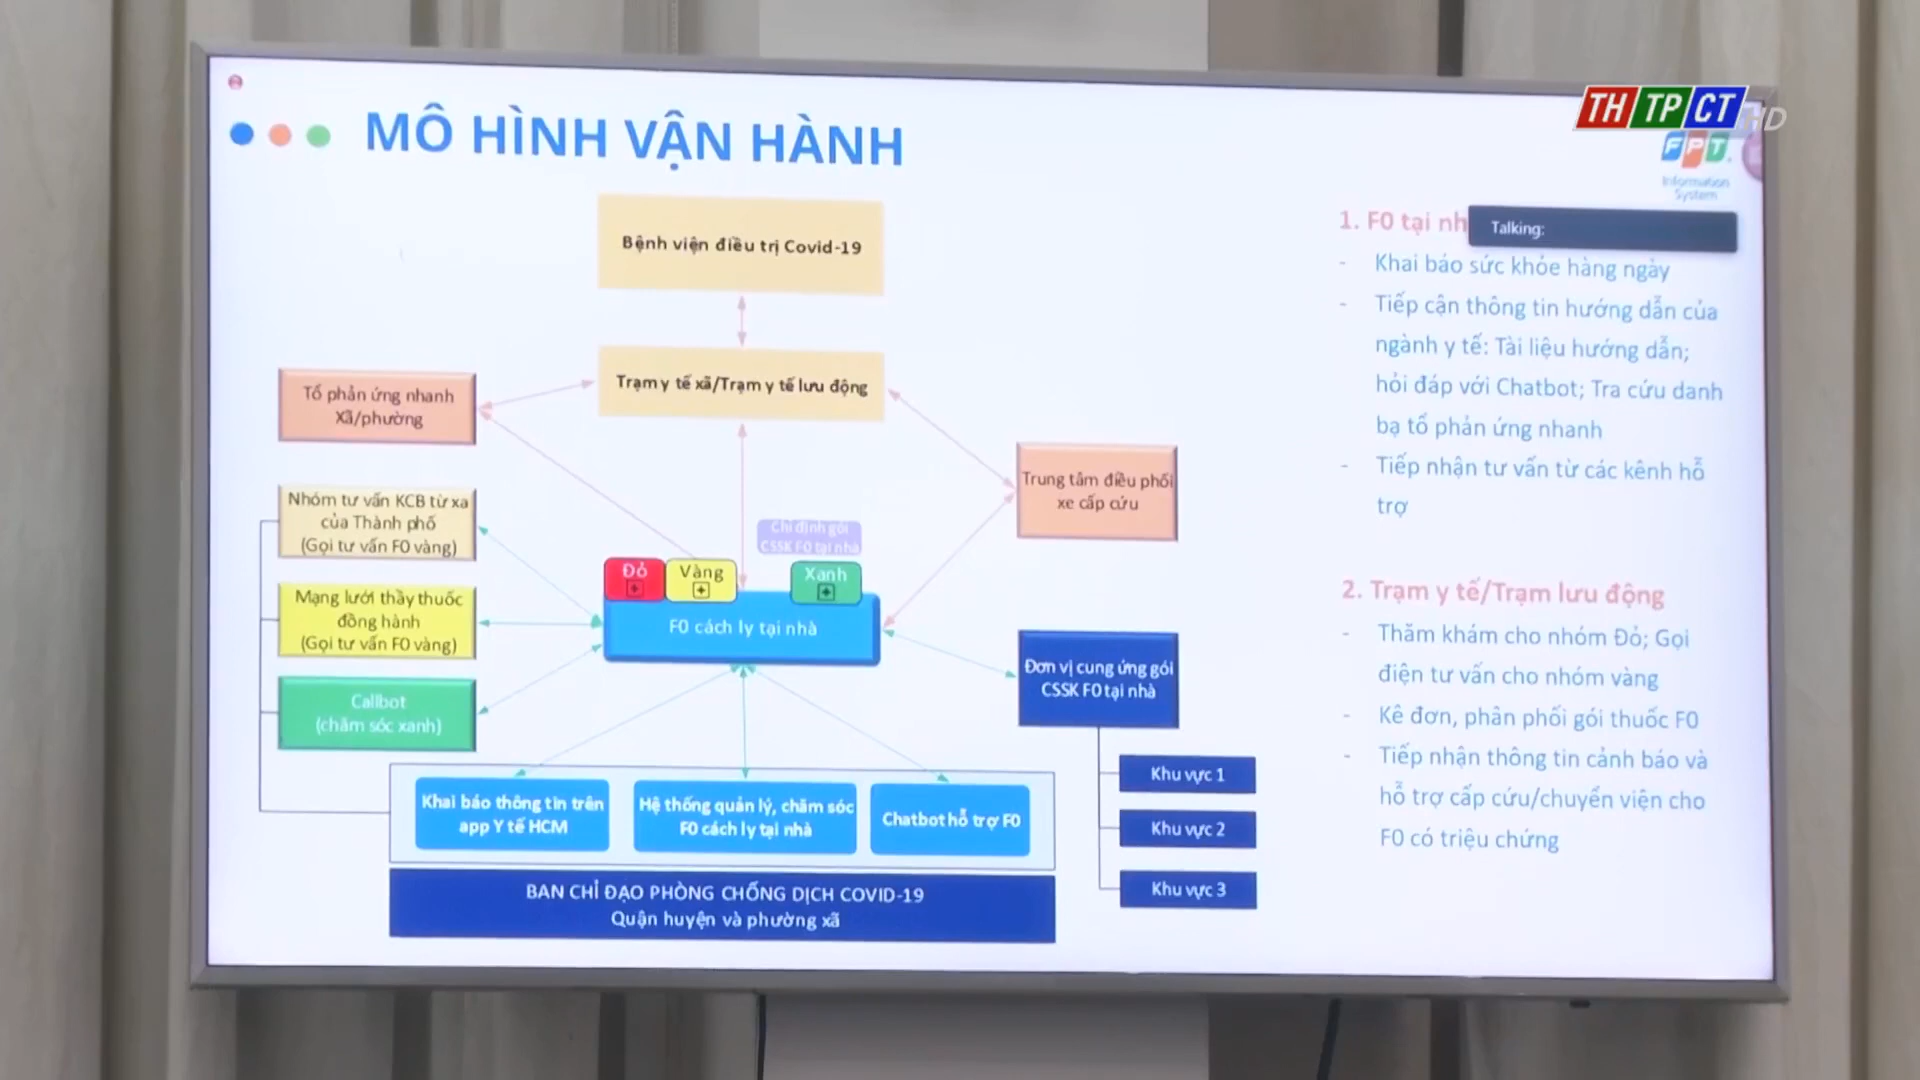 TH TP CT HD
MÔ HÌNH VẬN HÀNH
FPT
Information
System
Bệnh viện điều trị Covid-19
Trạm y tế xã/Trạm y tế lưu động
Tổ phản ứng nhanh
Xã/phường
Nhóm tư vấn KCB từ xa
của Thành phố
(Gọi tư vấn F0 vàng)
Mạng lưới thầy thuốc
đồng hành
(Gọi tư vấn F0 vàng)
Callbot
(chăm sóc xanh)
Trung tâm điều phối
xe cấp cứu
Chỉ định gói
CSSK F0 tại nhà
Đỏ
Vàng
Xanh
F0 cách ly tại nhà
Đơn vị cung ứng gói
CSSK F0 tại nhà
Khu vực 1
Khu vực 2
Khu vực 3
Khai báo thông tin trên
app Y tế HCM
Hệ thống quản lý, chăm sóc
F0 cách ly tại nhà
Chatbot hỗ trợ F0
BAN CHỈ ĐẠO PHÒNG CHỐNG DỊCH COVID-19
Quận huyện và phường xã
1. F0 tại nh
Talking:
- Khai báo sức khỏe hàng ngày
- Tiếp cận thông tin hướng dẫn của
ngành y tế: Tài liệu hướng dẫn;
hỏi đáp với Chatbot; Tra cứu danh
bạ tổ phản ứng nhanh
- Tiếp nhận tư vấn từ các kênh hỗ
trợ
2. Trạm y tế/Trạm lưu động
- Thăm khám cho nhóm Đỏ; Gọi
điện tư vấn cho nhóm vàng
- Kê đơn, phân phối gói thuốc F0
- Tiếp nhận thông tin cảnh báo và
hỗ trợ cấp cứu/chuyển viện cho
F0 có triệu chứng